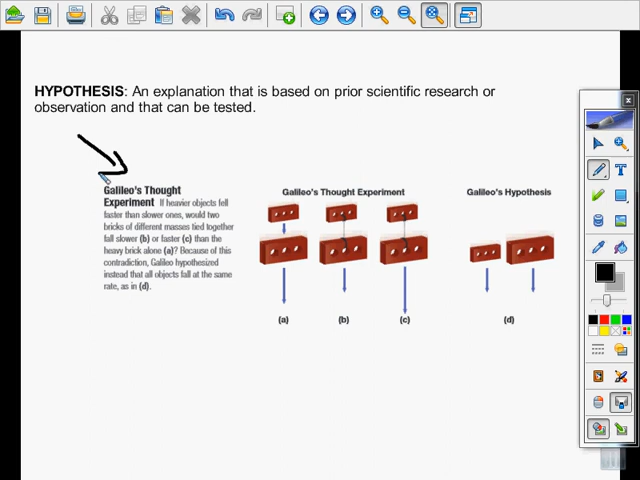 HYPOTHESIS: An explanation that is based on prior scientific research or
observation and that can be tested.
Galileo's Thought
Experiment If heavier objects fell
faster than slower ones, would two
bricks of different masses tied together
fall slower (b) or faster (c) than the
heavy brick alone (a)? Because of this
contradiction, Galileo hypothesized
instead that all objects fall at the same
rate, as in (d).
Galileo's Thought Experiment
Galileo's Hypothesis
(a) (b) (c) (d)
x
T